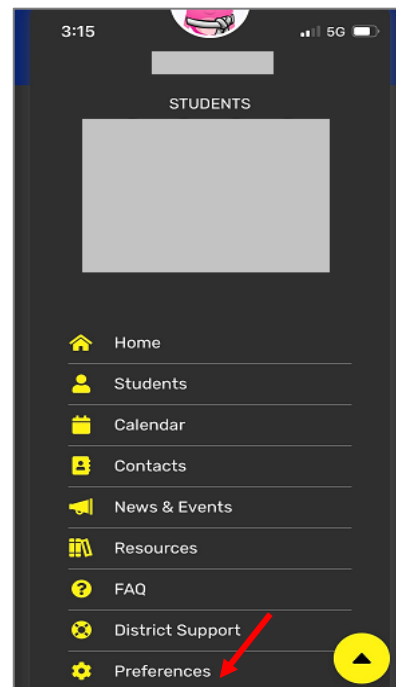 3:15
5G
STUDENTS
Home
Students
Calendar
Contacts
News & Events
Resources
FAQ
District Support
Preferences